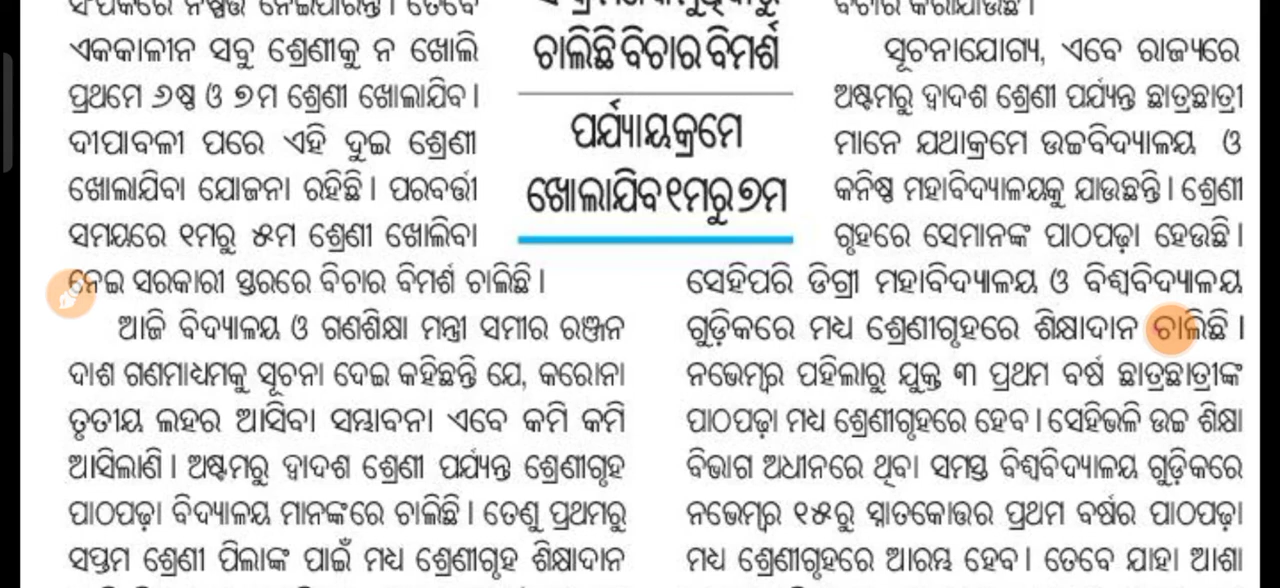 ଏକକାଳୀନ ସବୁ ଶ୍ରେଣୀକୁ ନ ଖୋଲି
ପ୍ରଥମେ ୬ଷ୍ଠ ଓ ୭ମ ଶ୍ରେଣୀ ଖୋଲାଯିବ।
ଦୀପାବଳୀ ପରେ ଏହି ଦୁଇ ଶ୍ରେଣୀ
ଖୋଲାଯିବା ଯୋଜନା ରହିଛି। ପରବର୍ତ୍ତୀ
ସମୟରେ ୧ମରୁ ୫ମ ଶ୍ରେଣୀ ଖୋଲିବା
ନେଇ ସରକାରୀ ସ୍ତରରେ ବିଚାର ବିମର୍ଶ ଚାଲିଛି।
ଆଜି ବିଦ୍ୟାଳୟ ଓ ଗଣଶିକ୍ଷା ମନ୍ତ୍ରୀ ସମୀର ରଞ୍ଜନ
ଦାଶ ଗଣମାଧ୍ୟମକୁ ସୂଚନା ଦେଇ କହିଛନ୍ତି ଯେ, କରୋନା
ତୃତୀୟ ଲହର ଆସିବା ସମ୍ଭାବନା ଏବେ କମି କମି
ଆସିଲାଣି। ଅଷ୍ଟମରୁ ଦ୍ୱାଦଶ ଶ୍ରେଣୀ ପର୍ଯ୍ୟନ୍ତ ଶ୍ରେଣୀଗୃହ
ପାଠପଢ଼ା ବିଦ୍ୟାଳୟ ମାନଙ୍କରେ ଚାଲିଛି। ତେଣୁ ପ୍ରଥମରୁ
ସପ୍ତମ ଶ୍ରେଣୀ ପିଲାଙ୍କ ପାଇଁ ମଧ୍ୟ ଶ୍ରେଣୀଗୃହ ଶିକ୍ଷାଦାନ
ଚାଲିଛି ବିଚାର ବିମର୍ଶ
ପର୍ଯ୍ୟାୟକ୍ରମେ
ଖୋଲାଯିବ ୧ମରୁ ୭ମ
ସୂଚନାଯୋଗ୍ୟ, ଏବେ ରାଜ୍ୟରେ
ଅଷ୍ଟମରୁ ଦ୍ୱାଦଶ ଶ୍ରେଣୀ ପର୍ଯ୍ୟନ୍ତ ଛାତ୍ରଛାତ୍ରୀ
ମାନେ ଯଥାକ୍ରମେ ଉଚ୍ଚବିଦ୍ୟାଳୟ ଓ
କନିଷ୍ଠ ମହାବିଦ୍ୟାଳୟକୁ ଯାଉଛନ୍ତି। ଶ୍ରେଣୀ
ଗୃହରେ ସେମାନଙ୍କ ପାଠପଢ଼ା ହେଉଛି।
ସେହିପରି ଡିଗ୍ରୀ ମହାବିଦ୍ୟାଳୟ ଓ ବିଶ୍ୱବିଦ୍ୟାଳୟ
ଗୁଡ଼ିକରେ ମଧ୍ୟ ଶ୍ରେଣୀଗୃହରେ ଶିକ୍ଷାଦାନ ଚାଲିଛି।
ନଭେମ୍ବର ପହିଲାରୁ ଯୁକ୍ତ ୩ ପ୍ରଥମ ବର୍ଷ ଛାତ୍ରଛାତ୍ରୀଙ୍କ
ପାଠପଢ଼ା ମଧ୍ୟ ଶ୍ରେଣୀଗୃହରେ ହେବ। ସେହିଭଳି ଉଚ୍ଚ ଶିକ୍ଷା
ବିଭାଗ ଅଧୀନରେ ଥିବା ସମସ୍ତ ବିଶ୍ୱବିଦ୍ୟାଳୟ ଗୁଡ଼ିକରେ
ନଭେମ୍ବର ୧୫ରୁ ସ୍ନାତକୋତ୍ତର ପ୍ରଥମ ବର୍ଷର ପାଠପଢ଼ା
ମଧ୍ୟ ଶ୍ରେଣୀଗୃହରେ ଆରମ୍ଭ ହେବ। ତେବେ ଯାହା ଆଶା